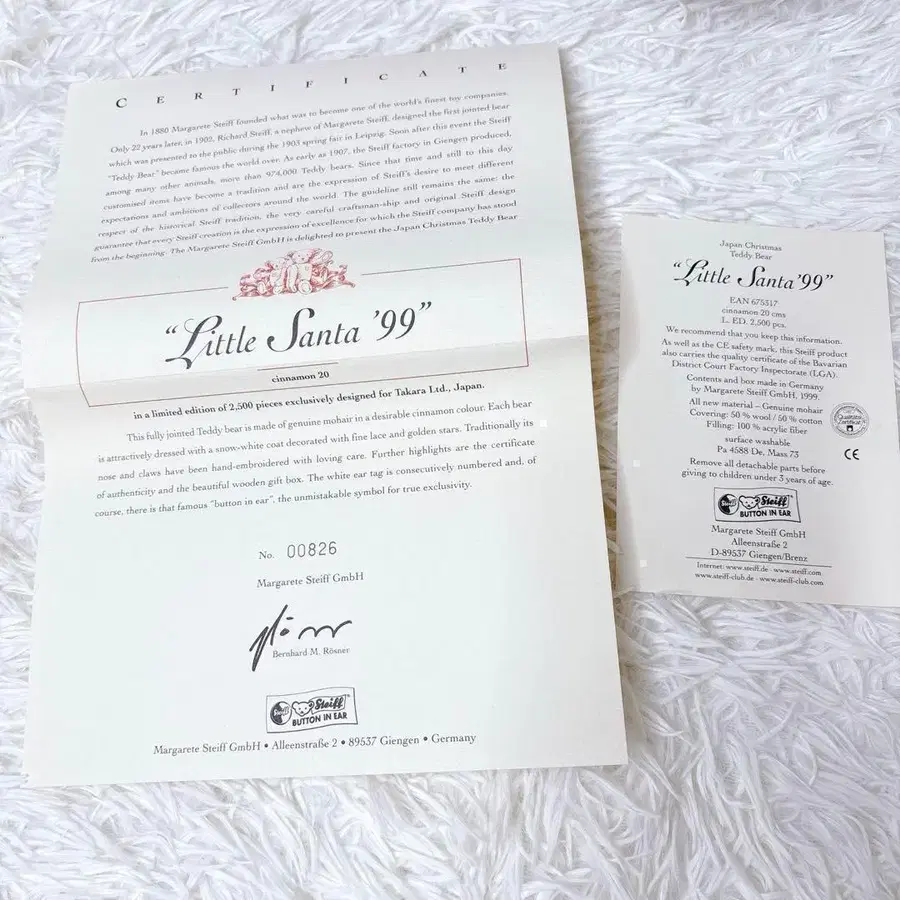 CERTIFICATE
In 1880 Margarete Steiff founded what was to become one of the world's finest toy companies.
Only 22 years later, in 1902, Richard Steiff, a nephew of Margarete Steiff, designed the first jointed bear
which was presented to the public during the 1903 spring fair in Leipzig. Soon after this event the Steiff
"Teddy Bear" became famous the world over. As early as 1907, the Steiff factory in Giengen produced,
among many other animals, more than 974,000 Teddy bears. Since that time and still to this day
customised items have become a tradition and are the expression of Steiff's desire to meet different
expectations and ambitions of collectors around the world. The guideline still remains the same: the
respect of the historical Steiff tradition, the very careful craftsman-ship and original Steiff design
guarantee that every Steiff creation is the expression of excellence for which the Steiff company has stood
from the beginning. The Margarete Steiff GmbH is delighted to present the Japan Christmas Teddy Bear
"Little Santa '99"
cinnamon 20
in a limited edition of 2,500 pieces exclusively designed for Takara Ltd., Japan.
This fully jointed Teddy bear is made of genuine mohair in a desirable cinnamon colour. Each bear
is attractively dressed with a snow-white coat decorated with fine lace and golden stars. Traditionally its
nose and claws have been hand-embroidered with loving care. Further highlights are the certificate
of authenticity and the beautiful wooden gift box. The white ear tag is consecutively numbered and, of
course, there is that famous "button in ear", the unmistakable symbol for true exclusivity.
No. 00826
Margarete Steiff GmbH
Bernhard M. Rösner
Steiff
BUTTON IN EAR
Margarete Steiff GmbH • Alleenstraße 2 • 89537 Giengen • Germany
Japan Christmas
Teddy Bear
"Little Santa '99"
EAN 675317
cinnamon 20 cms
L. ED. 2,500 pcs.
We recommend that you keep this information.
As well as the CE safety mark, this Steiff product
also carries the quality certificate of the Bavarian
District Court Factory Inspectorate (LGA).
Contents and box made in Germany
by Margarete Steiff GmbH, 1999.
All new material – Genuine mohair
Covering: 50 % wool / 50 % cotton
Filling: 100 % acrylic fiber
surface washable
Pa 4588 De, Mass 73
Qualitäts
Zertifikat
CE
Remove all detachable parts before
giving to children under 3 years of age.
Steiff
BUTTON IN EAR
Margarete Steiff GmbH
Alleenstraße 2
D-89537 Giengen/Brenz
Internet: www.steiff.de · www.steiff.com
www.steiff-club.de · www.steiff-club.com